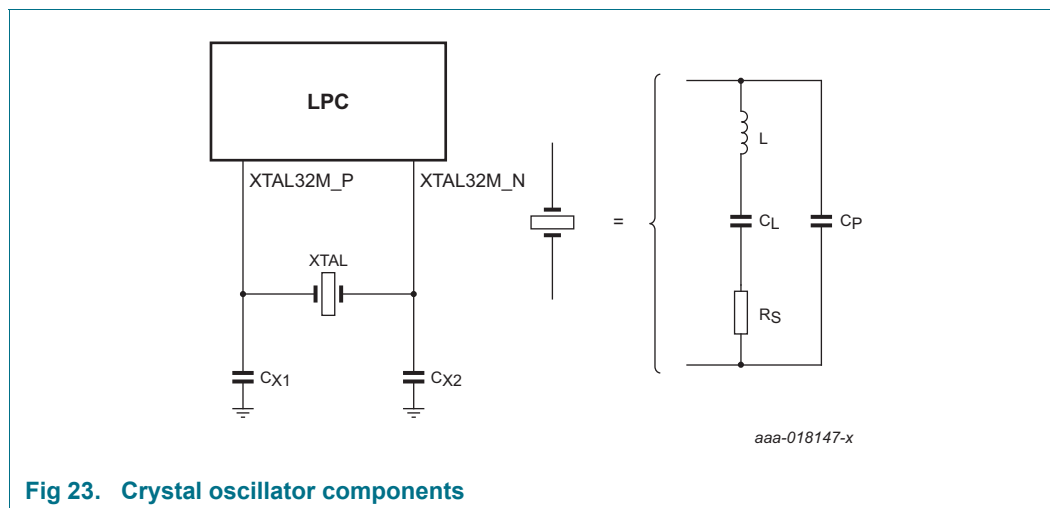 LPC
XTAL32M_P
XTAL32M_N
XTAL
CX1
CX2
=
L
CL
CP
RS
aaa-018147-x
Fig 23. Crystal oscillator components